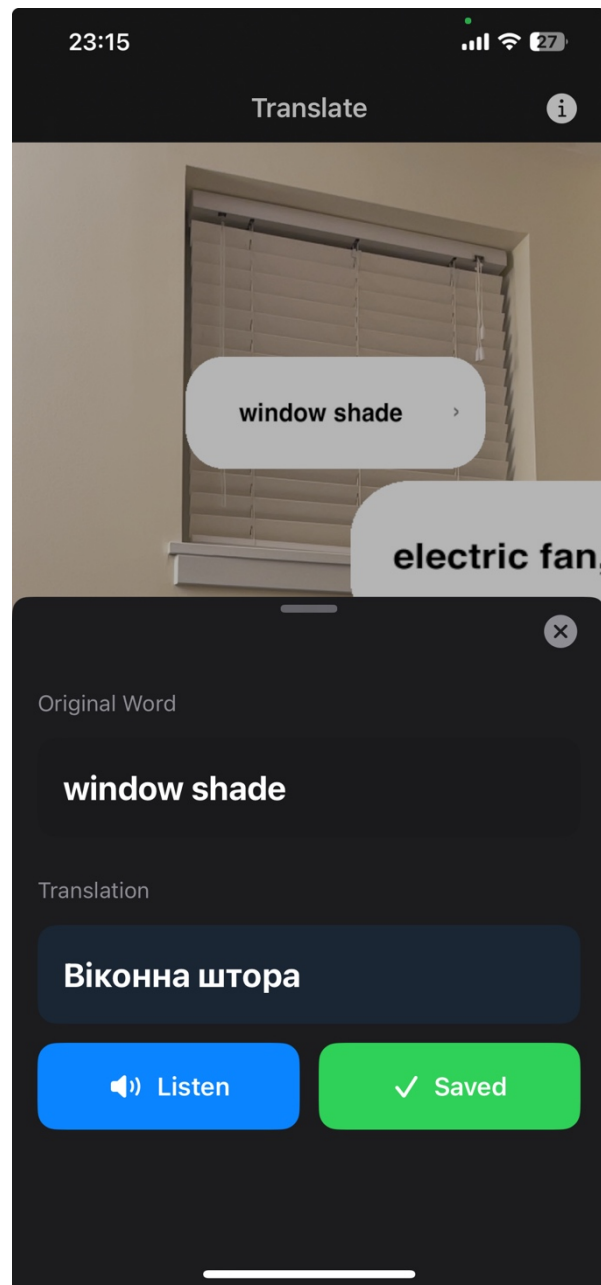 23:15
27
Translate
window shade
electric fan,
Original Word
window shade
Translation
Віконна штора
Listen
Saved